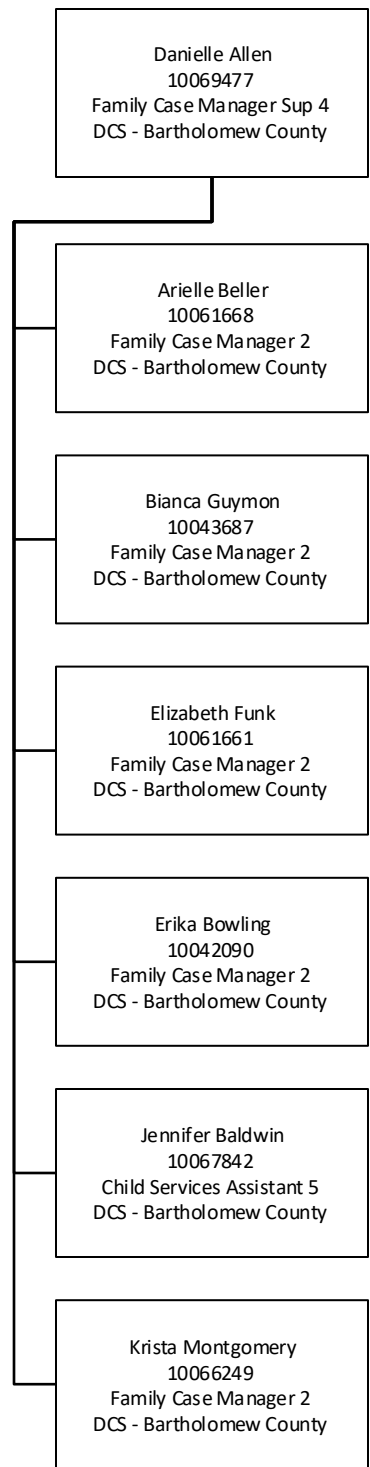 Danielle Allen
10069477
Family Case Manager Sup 4
DCS - Bartholomew County
Arielle Beller
10061668
Family Case Manager 2
DCS - Bartholomew County
Bianca Guymon
10043687
Family Case Manager 2
DCS - Bartholomew County
Elizabeth Funk
10061661
Family Case Manager 2
DCS - Bartholomew County
Erika Bowling
10042090
Family Case Manager 2
DCS - Bartholomew County
Jennifer Baldwin
10067842
Child Services Assistant 5
DCS - Bartholomew County
Krista Montgomery
10066249
Family Case Manager 2
DCS - Bartholomew County